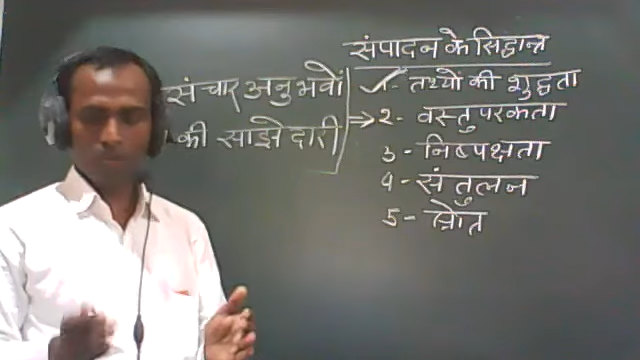 संचार अनुभवों
की साझेदारी
संपादन के सिद्धान्त
1- तथ्यों की शुद्धता
⇒ 2- वस्तुपरकता
3 - निष्पक्षता
4 - संतुलन
5 - स्रोत